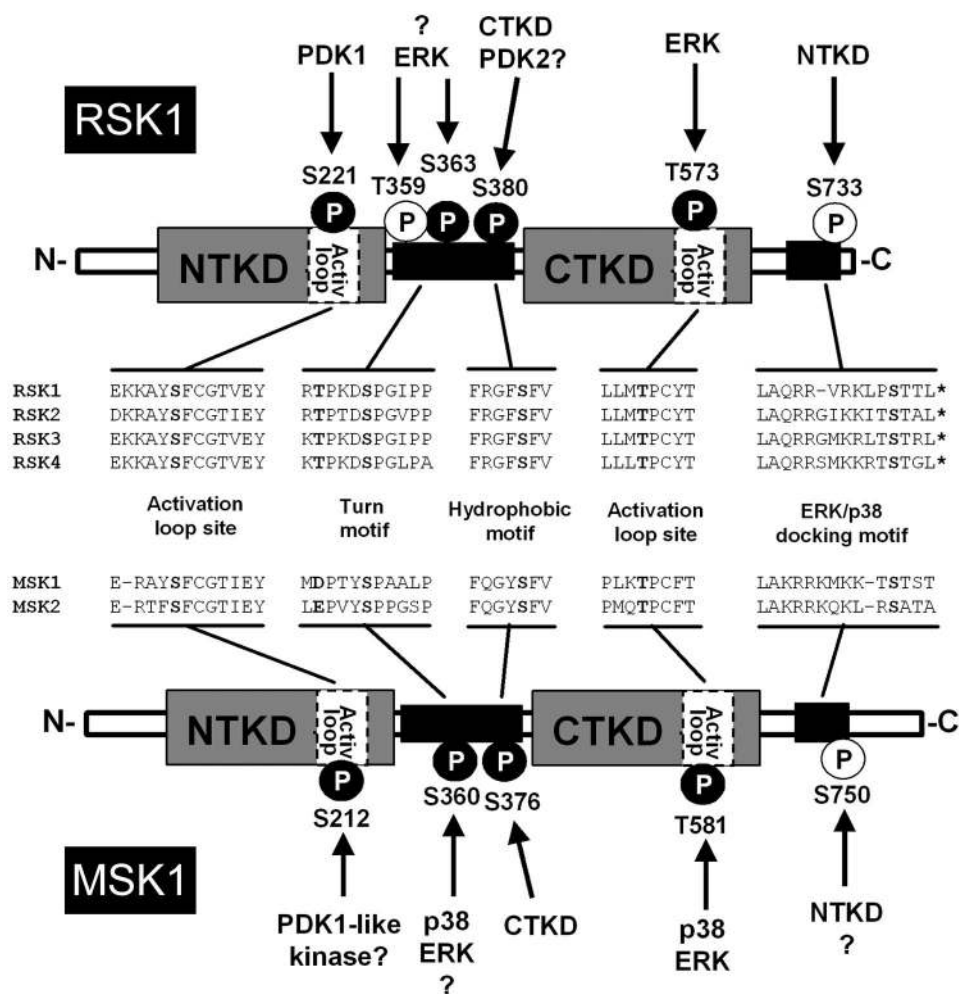 ? CTKD
PDK1 ERK PDK2? ERK NTKD
RSK1
S363
S221 T359 S380 T573 S733
P P P P P P
N- NTKD Activ loop CTKD Activ loop -C
RSK1 EKKAYSFCGTVEY RTPKDSPGIPP FRGFSFV LLMTPCYT LAQRR-VRKLPSTTL*
RSK2 DKRAYSFCGTIEY RTPTDSPGVPP FRGFSFV LLMTPCYT LAQRRGIKKITSTAL*
RSK3 EKKAYSFCGTVEY KTPKDSPGIPP FRGFSFV LLMTPCYT LAQRRGMKRLTSTRL*
RSK4 EKKAYSFCGTVEY KTPKDSPGLPA FRGFSFV LLLTPCYT LAQRRSMKKRTSTGL*
Activation Turn Hydrophobic Activation ERK/p38
loop site motif motif loop site docking motif
MSK1 E-RAYSFCGTIEY MDPTYSPAALP FQGYSFV PLKTPCFT LAKRRKMKK-TSTST
MSK2 E-RTFSFCGTIEY LEPVYSPPGSP FQGYSFV PMQTPCFT LAKRRKQKL-RSATA
N- NTKD Activ loop CTKD Activ loop -C
P P P P P
S212 S360 S376 T581 S750
MSK1
PDK1-like p38 CTKD p38 NTKD
kinase? ERK ERK ?
?